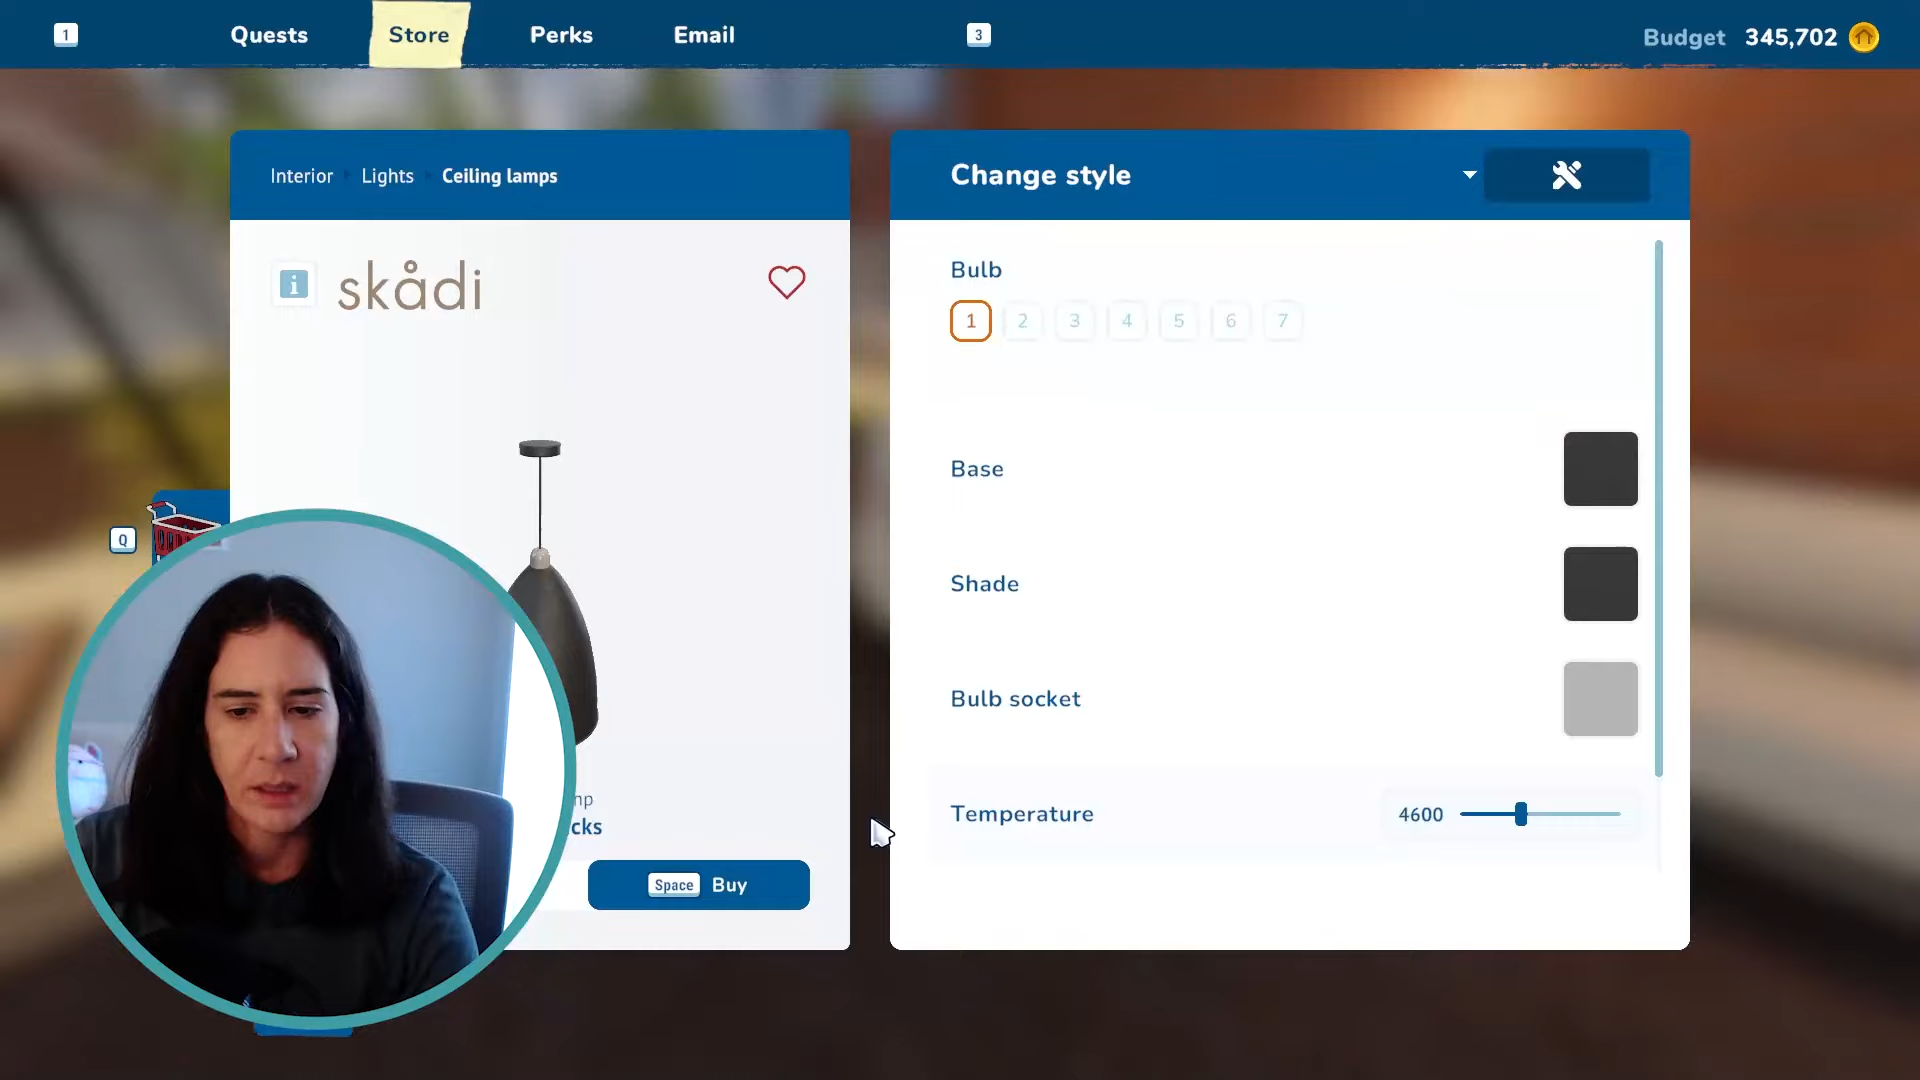 1 Quests Store Perks Email 3 Budget 345,702
Interior Lights Ceiling lamps
Change style
i skådi
Bulb
1 2 3 4 5 6 7
Base
Q
Shade
Bulb socket
Temperature 4600
Space Buy